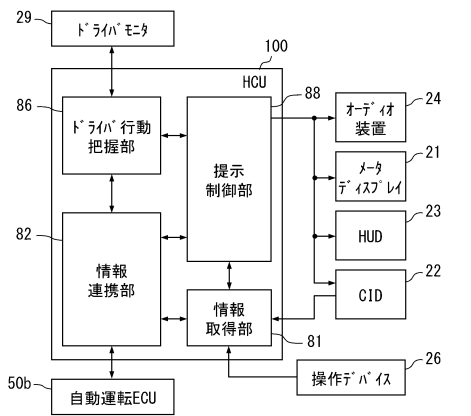 29
ﾄﾞﾗｲﾊﾞﾓﾆﾀ
100
HCU
86
ﾄﾞﾗｲﾊﾞ行動
把握部
88
提示
制御部
24
ｵｰﾃﾞｨｵ
装置
21
ﾒｰﾀ
ﾃﾞｨｽﾌﾟﾚｲ
82
情報
連携部
23
HUD
22
CID
情報
取得部
81
26
操作ﾃﾞﾊﾞｲｽ
50b
自動運転ECU